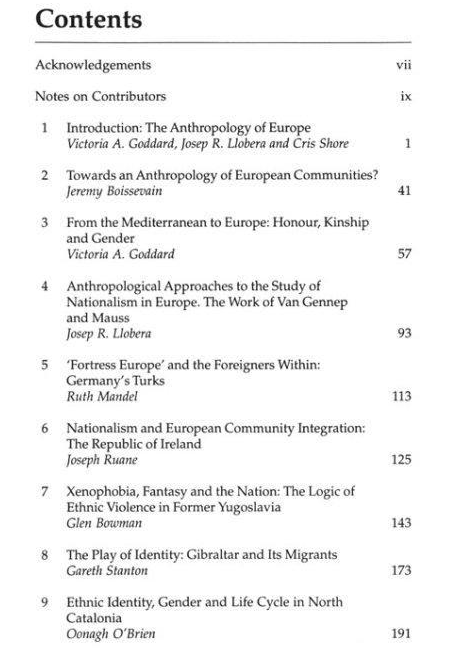 Contents
Acknowledgements vii
Notes on Contributors ix
1 Introduction: The Anthropology of Europe
Victoria A. Goddard, Josep R. Llobera and Cris Shore 1
2 Towards an Anthropology of European Communities?
Jeremy Boissevain 41
3 From the Mediterranean to Europe: Honour, Kinship
and Gender
Victoria A. Goddard 57
4 Anthropological Approaches to the Study of
Nationalism in Europe. The Work of Van Gennep
and Mauss
Josep R. Llobera 93
5 ‘Fortress Europe’ and the Foreigners Within:
Germany’s Turks
Ruth Mandel 113
6 Nationalism and European Community Integration:
The Republic of Ireland
Joseph Ruane 125
7 Xenophobia, Fantasy and the Nation: The Logic of
Ethnic Violence in Former Yugoslavia
Glen Bowman 143
8 The Play of Identity: Gibraltar and Its Migrants
Gareth Stanton 173
9 Ethnic Identity, Gender and Life Cycle in North
Catalonia
Oonagh O’Brien 191